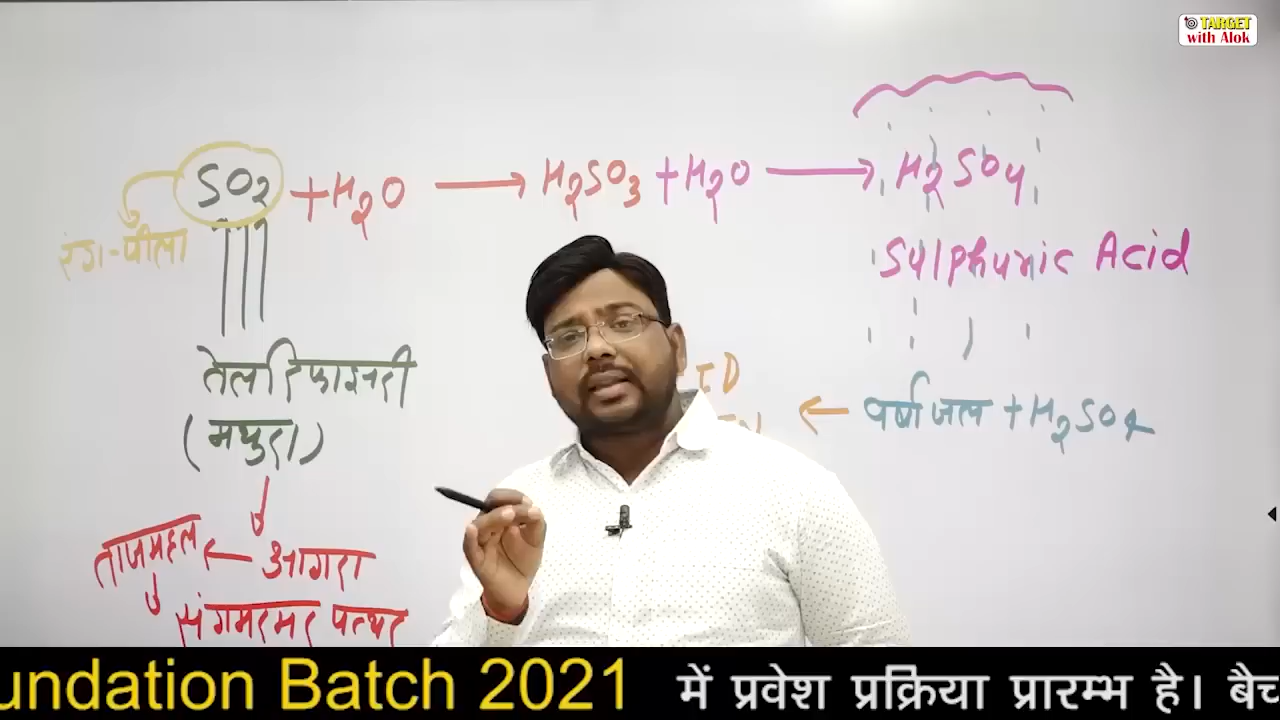 TARGET
with Alok
SO2 + H2O → H2SO3 + H2O → H2SO4
रंग-पीला
Sulphuric Acid
तेल रिफाइनरी
(मथुरा)
वर्षा जल + H2SO4
ताजमहल ← आगरा
संगमरमर पत्थर
undation Batch 2021 में प्रवेश प्रक्रिया प्रारम्भ है। बैच